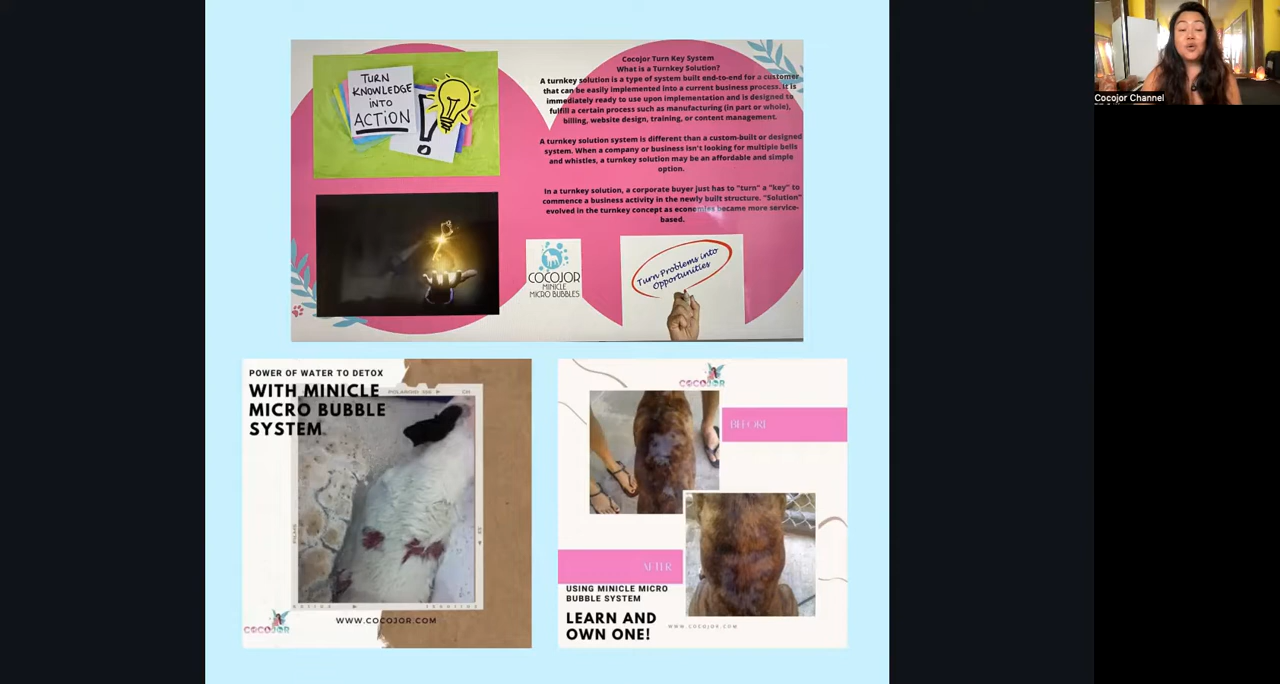 Cocojor Channel
TURN
KNOWLEDGE
INTO
ACTION
!
Cocojor Turn Key System
What is a Turnkey Solution?
A turnkey solution is a type of system built end-to-end for a customer
that can be easily implemented into a current business process. It is
immediately ready to use upon implementation and is designed to
fulfill a certain process such as manufacturing (in part or whole),
billing, website design, training, or content management.
A turnkey solution system is different than a custom-built or designed
system. When a company or business isn't looking for multiple bells
and whistles, a turnkey solution may be an affordable and simple
option.
In a turnkey solution, a corporate buyer just has to "turn" a "key" to
commence a business activity in the newly built structure. "Solution"
evolved in the turnkey concept as economies became more service-
based.
COCOJOR
MINICLE
MICRO BUBBLES
Turn Problems into
Opportunities
POWER OF WATER TO DETOX
WITH MINICLE
MICRO BUBBLE
SYSTEM
COCOJOR
WWW.COCOJOR.COM
COCOJOR
BEFORE
AFTER
USING MINICLE MICRO
BUBBLE SYSTEM
LEARN AND
OWN ONE!
WWW.COCOJOR.COM